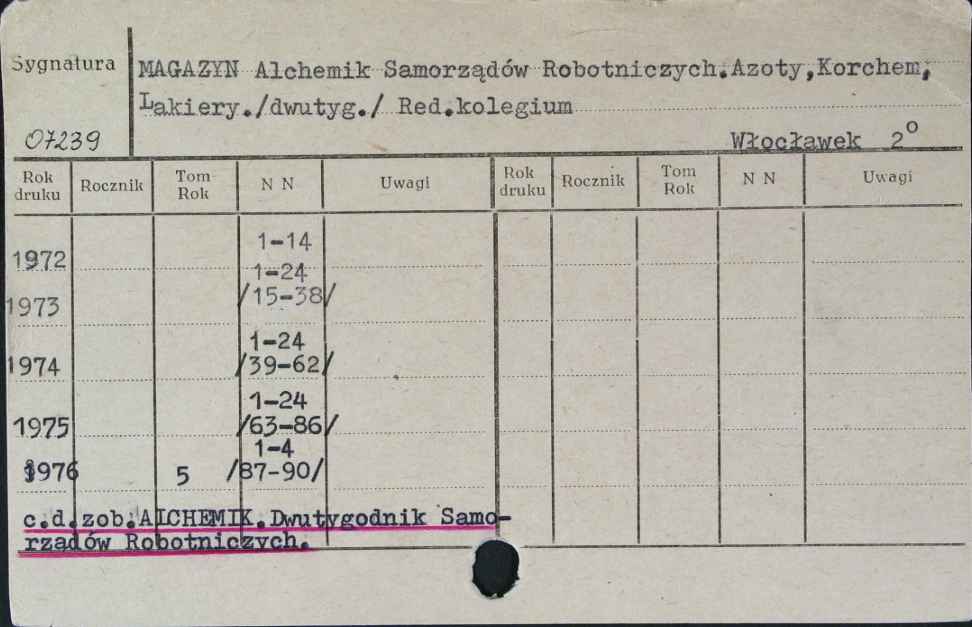 Sygnatura
MAGAZYN Alchemik Samorządów Robotniczych.Azoty,Korchem,
Lakiery./dwutyg./ Red.kolegium
07239
Włocławek 2º
Rok druku Rocznik Tom Rok N N Uwagi Rok druku Rocznik Tom Rok N N Uwagi
1972 1-14
1973 1-24 /15-38/
1974 1-24 /39-62/
1975 1-24 /63-86/
1976 5 1-4 /87-90/
c.d.zob.AlCHEMIK.Dwutygodnik Samo-
rządów Robotniczych.